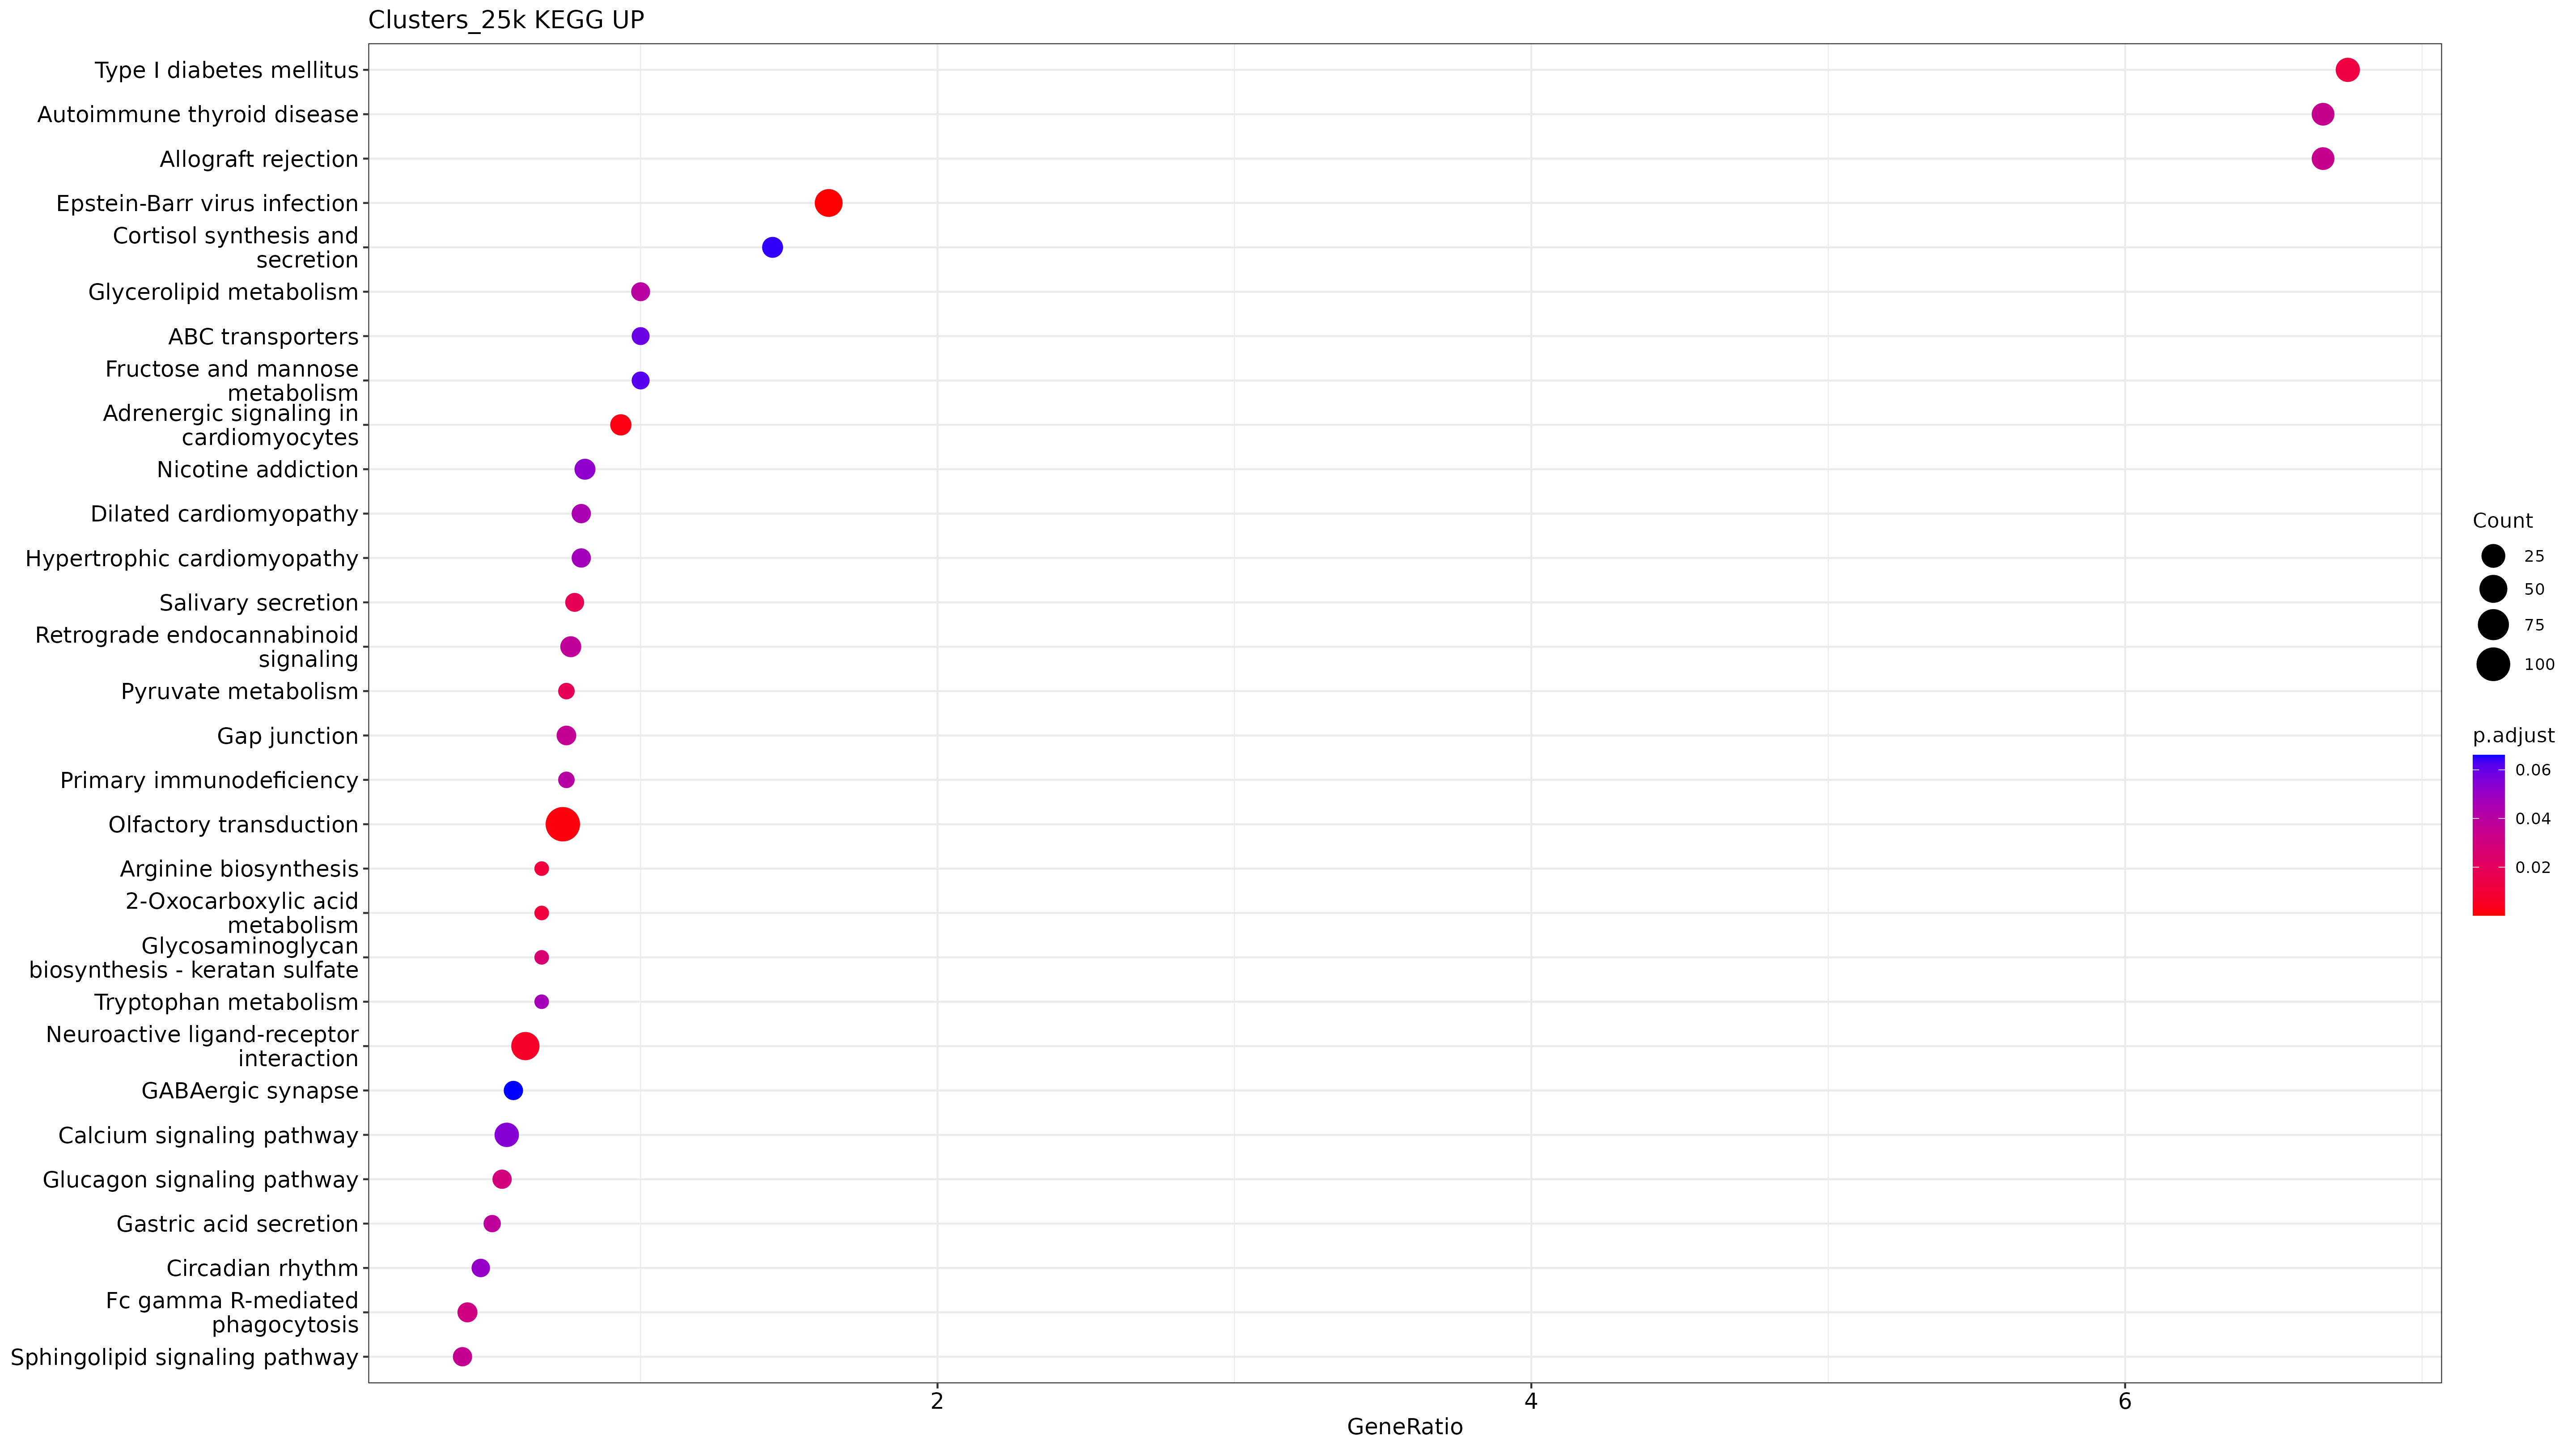 Clusters_25k KEGG UP
Type I diabetes mellitus
Autoimmune thyroid disease
Allograft rejection
Epstein-Barr virus infection
Cortisol synthesis and
secretion
Glycerolipid metabolism
ABC transporters
Fructose and mannose
metabolism
Adrenergic signaling in
cardiomyocytes
Nicotine addiction
Dilated cardiomyopathy
Hypertrophic cardiomyopathy
Salivary secretion
Retrograde endocannabinoid
signaling
Pyruvate metabolism
Gap junction
Primary immunodeficiency
Olfactory transduction
Arginine biosynthesis
2-Oxocarboxylic acid
metabolism
Glycosaminoglycan
biosynthesis - keratan sulfate
Tryptophan metabolism
Neuroactive ligand-receptor
interaction
GABAergic synapse
Calcium signaling pathway
Glucagon signaling pathway
Gastric acid secretion
Circadian rhythm
Fc gamma R-mediated
phagocytosis
Sphingolipid signaling pathway
2 4 6
GeneRatio
Count
25
50
75
100
p.adjust
0.06
0.04
0.02